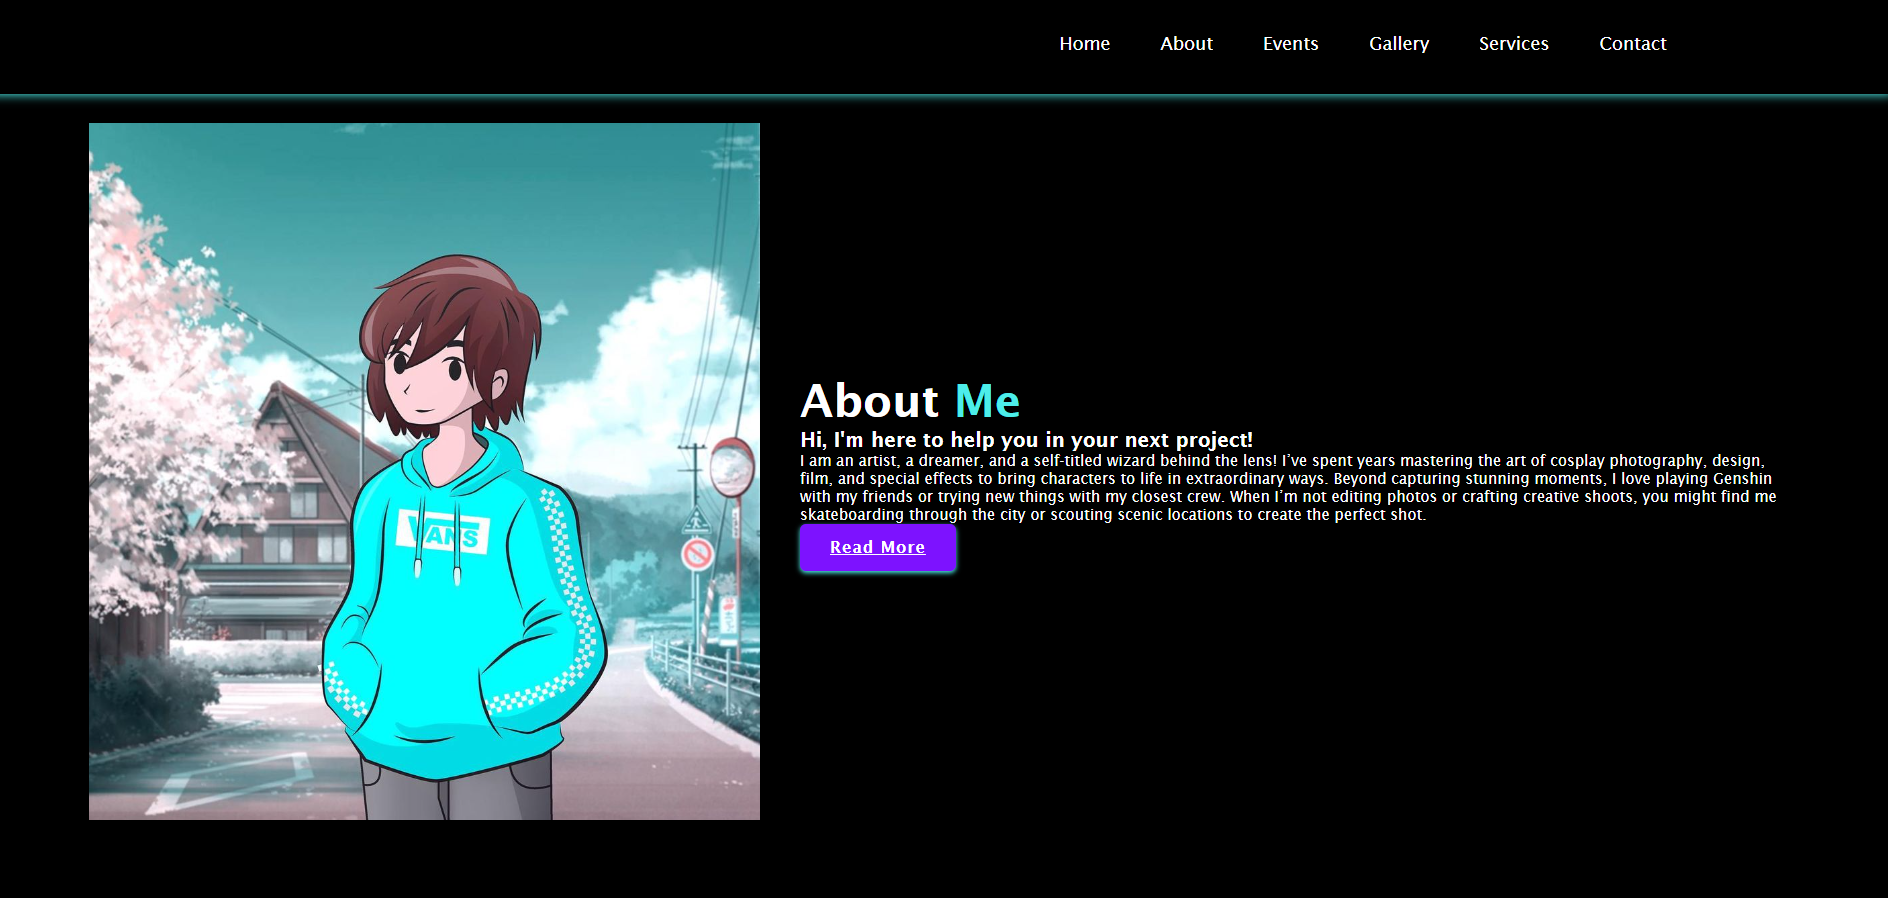 Home About Events Gallery Services Contact
About Me
Hi, I'm here to help you in your next project!
I am an artist, a dreamer, and a self-titled wizard behind the lens! I’ve spent years mastering the art of cosplay photography, design,
film, and special effects to bring characters to life in extraordinary ways. Beyond capturing stunning moments, I love playing Genshin
with my friends or trying new things with my closest crew. When I’m not editing photos or crafting creative shoots, you might find me
skateboarding through the city or scouting scenic locations to create the perfect shot.
VANS
Read More